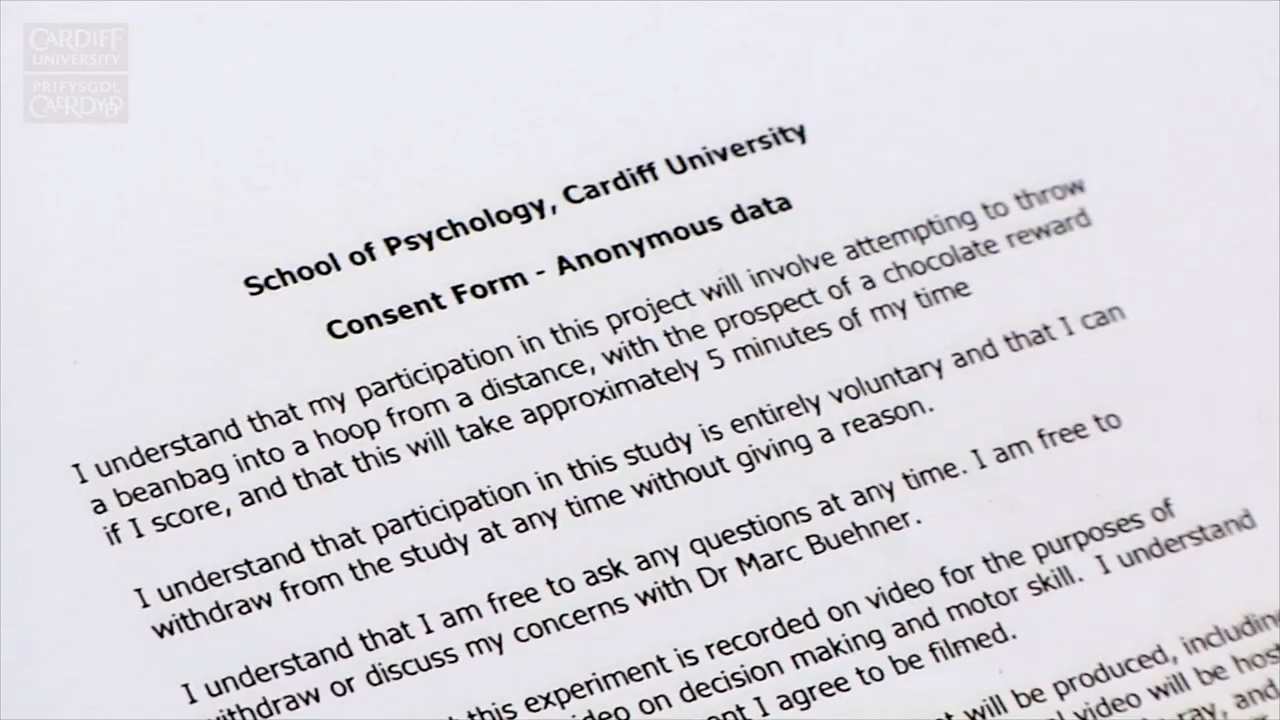 CARDIFF
UNIVERSITY
PRIFYSGOL
CAERDYDD
School of Psychology, Cardiff University
Consent Form - Anonymous data
I understand that my participation in this project will involve attempting to throw
a beanbag into a hoop from a distance, with the prospect of a chocolate reward
if I score, and that this will take approximately 5 minutes of my time
I understand that participation in this study is entirely voluntary and that I can
withdraw from the study at any time without giving a reason.
I understand that I am free to ask any questions at any time. I am free to
withdraw or discuss my concerns with Dr Marc Buehner.
this experiment is recorded on video for the purposes of
on decision making and motor skill. I understand
I agree to be filmed.
will be produced, including
video will be
and